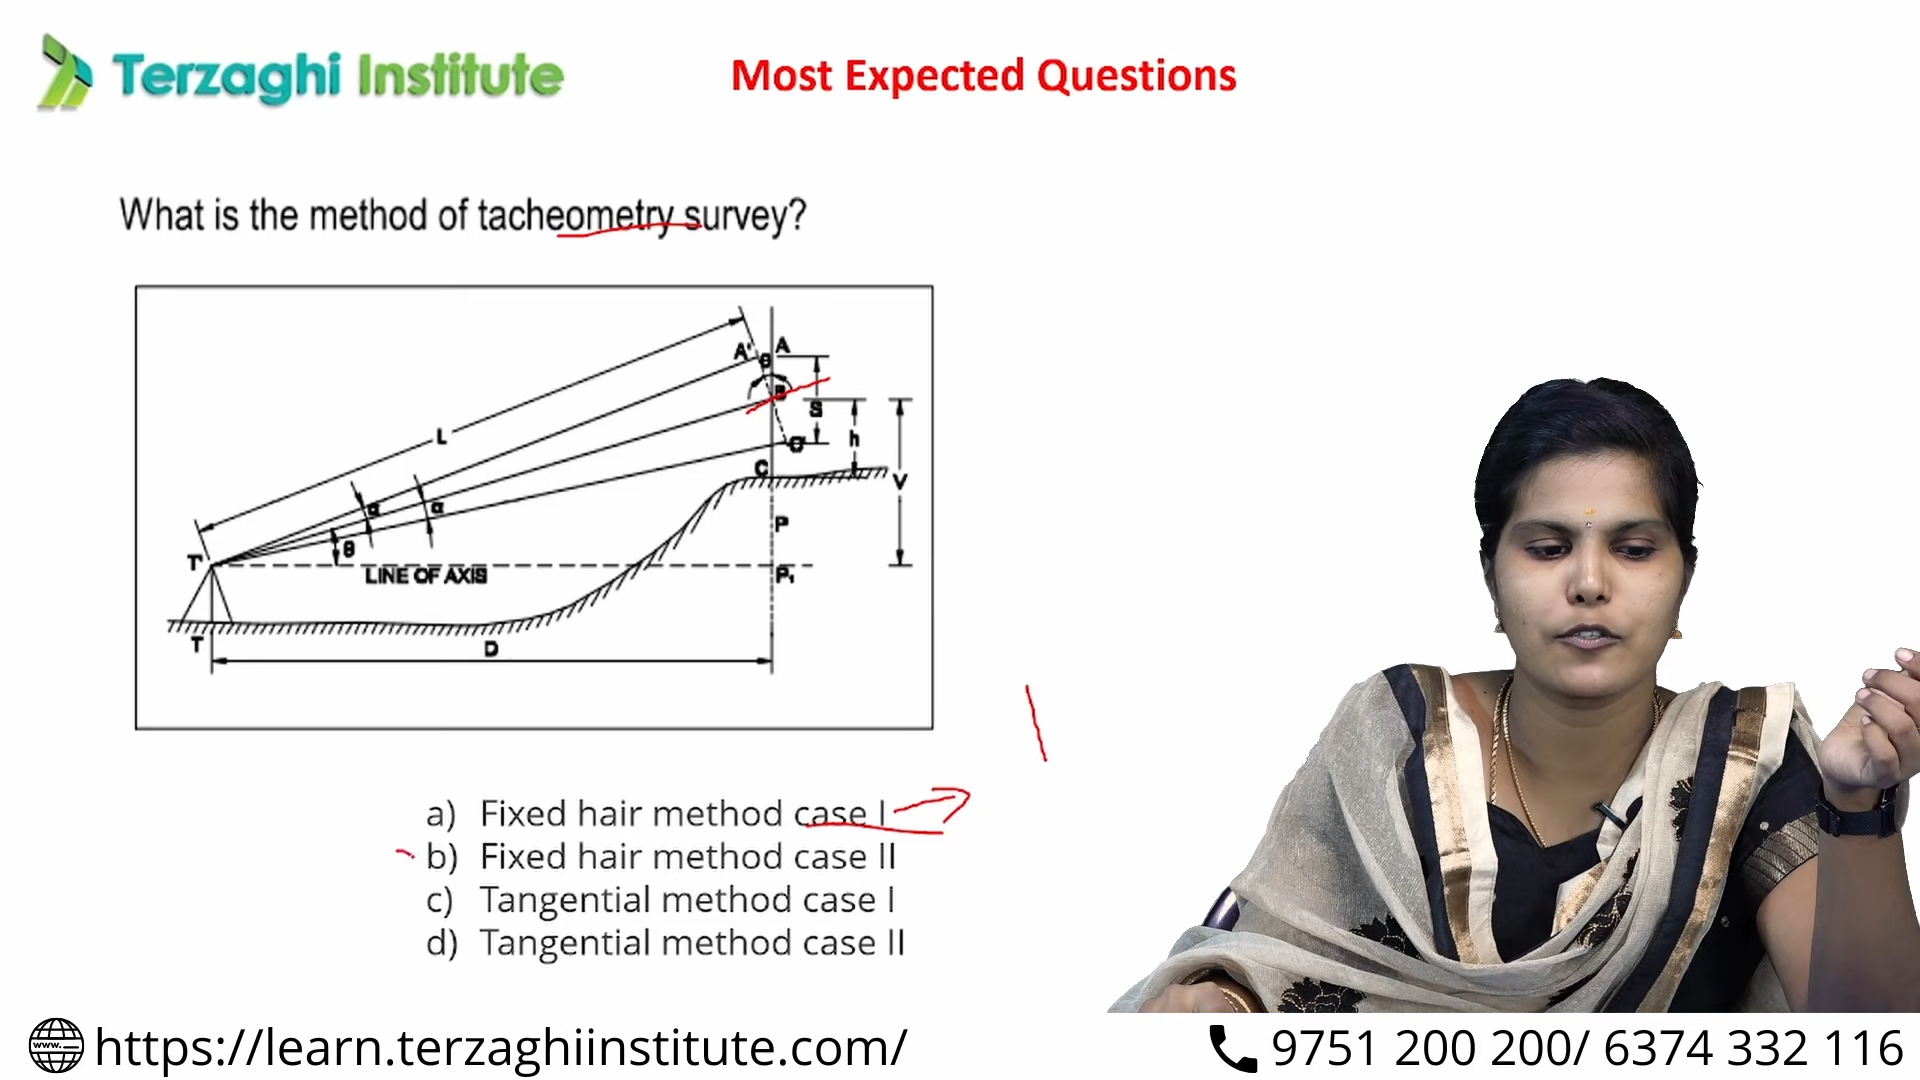 Terzaghi Institute
Most Expected Questions
What is the method of tacheometry survey?
A' θ A
B
S
L
h
C'
C
V
α α
P
θ
T'
LINE OF AXIS
P₁
T
D
a) Fixed hair method case I
b) Fixed hair method case II
c) Tangential method case I
d) Tangential method case II
www.
https://learn.terzaghiinstitute.com/
9751 200 200/ 6374 332 116